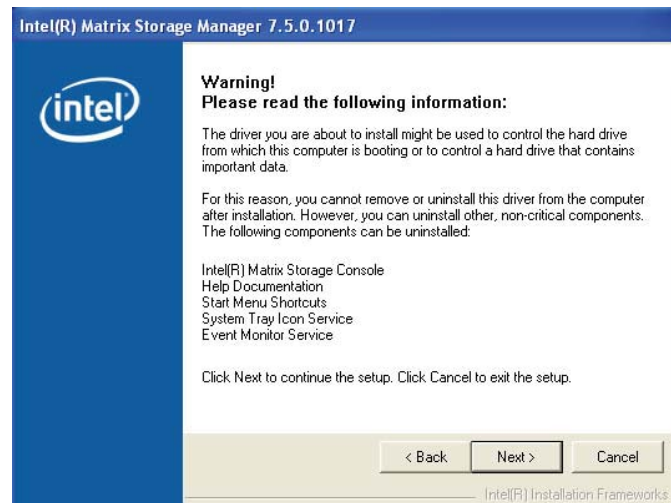 Intel(R) Matrix Storage Manager 7.5.0.1017
intel
Warning!
Please read the following information:
The driver you are about to install might be used to control the hard drive
from which this computer is booting or to control a hard drive that contains
important data.
For this reason, you cannot remove or uninstall this driver from the computer
after installation. However, you can uninstall other, non-critical components.
The following components can be uninstalled:
Intel(R) Matrix Storage Console
Help Documentation
Start Menu Shortcuts
System Tray Icon Service
Event Monitor Service
Click Next to continue the setup. Click Cancel to exit the setup.
< Back Next > Cancel
Intel(R) Installation Frameworks